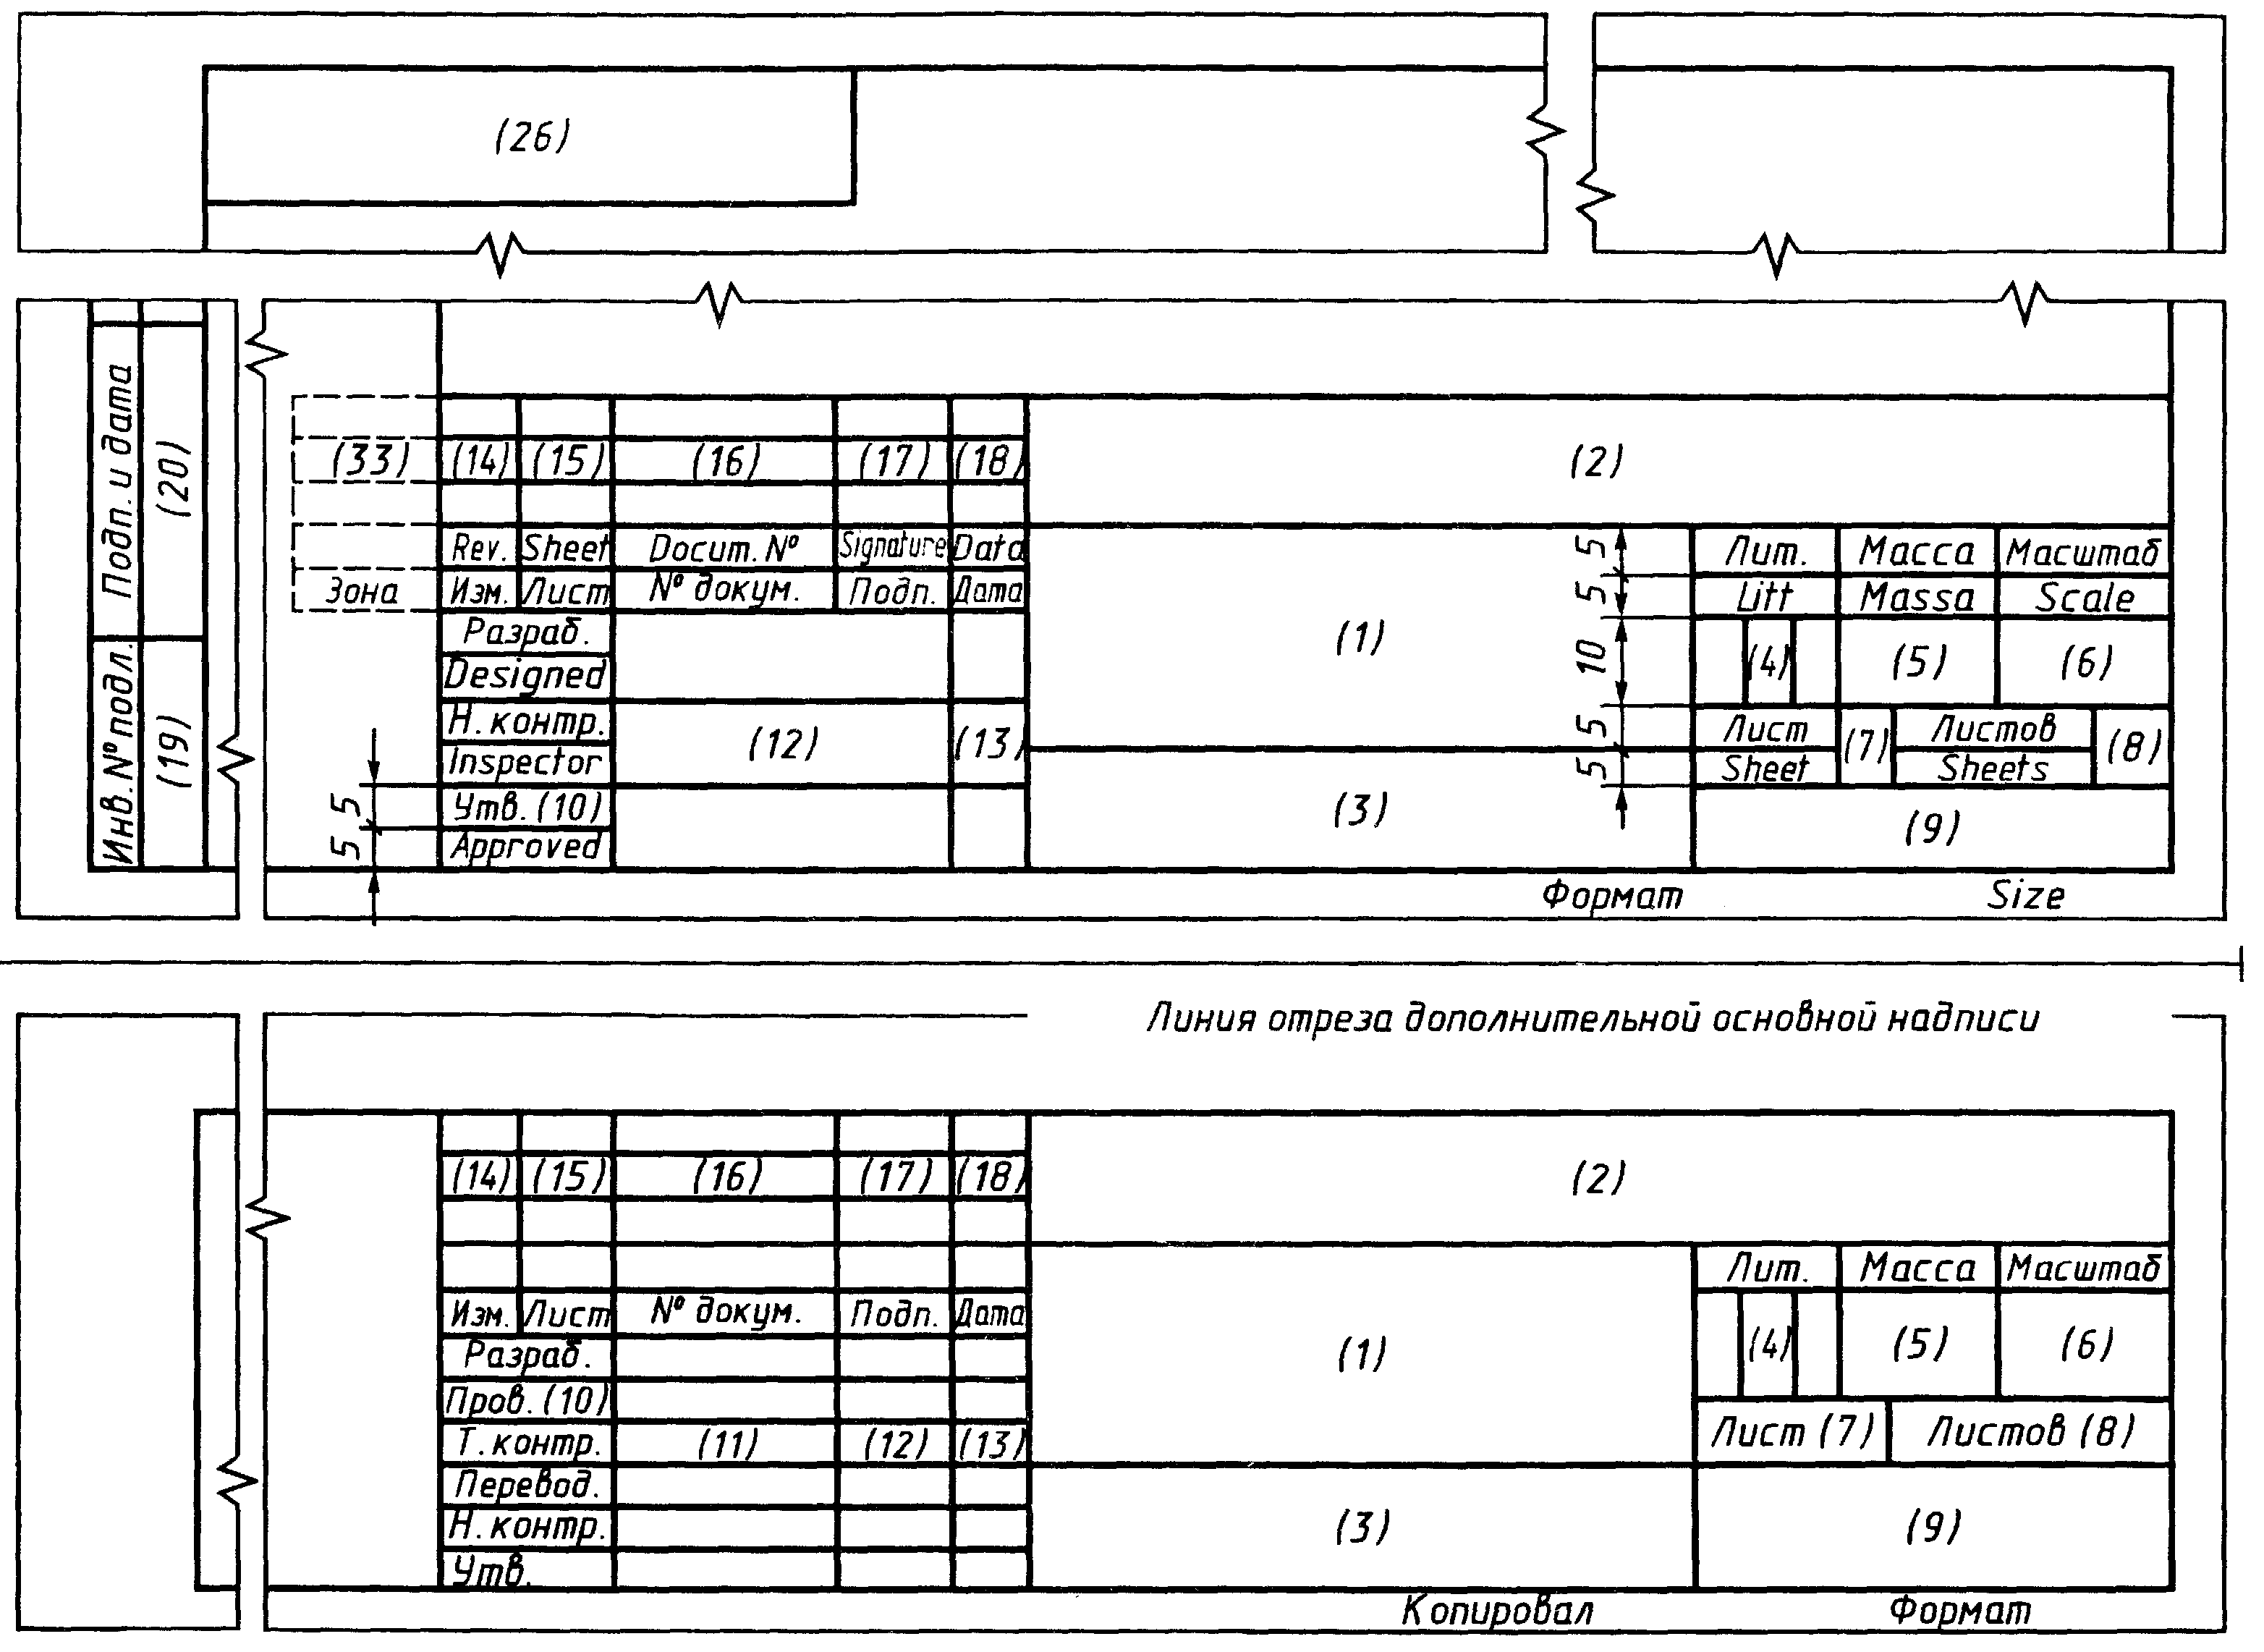 (26)
Подп. и дата
(20)
Инв. № подл.
(19)
(33) (14) (15) (16) (17) (18)
(2)
Rev. Sheet Docum. № Signature Data
Зона Изм. Лист № докум. Подп. Дата
Разраб.
Designed
Н. контр.
Inspector
(12) (13)
Утв. (10)
Approved
5
5
(1)
(3)
5
5
10
5
5
Лит. Масса Масштаб
Litt Massa Scale
(4) (5) (6)
Лист (7) Листов (8)
Sheet Sheets
(9)
Формат Size
Линия отреза дополнительной основной надписи
(14) (15) (16) (17) (18)
(2)
Изм. Лист № докум. Подп. Дата
Разраб.
Пров. (10)
Т. контр. (11) (12) (13)
Перевод.
Н. контр.
Утв.
(1)
(3)
Лит. Масса Масштаб
(4) (5) (6)
Лист (7) Листов (8)
(9)
Копировал Формат